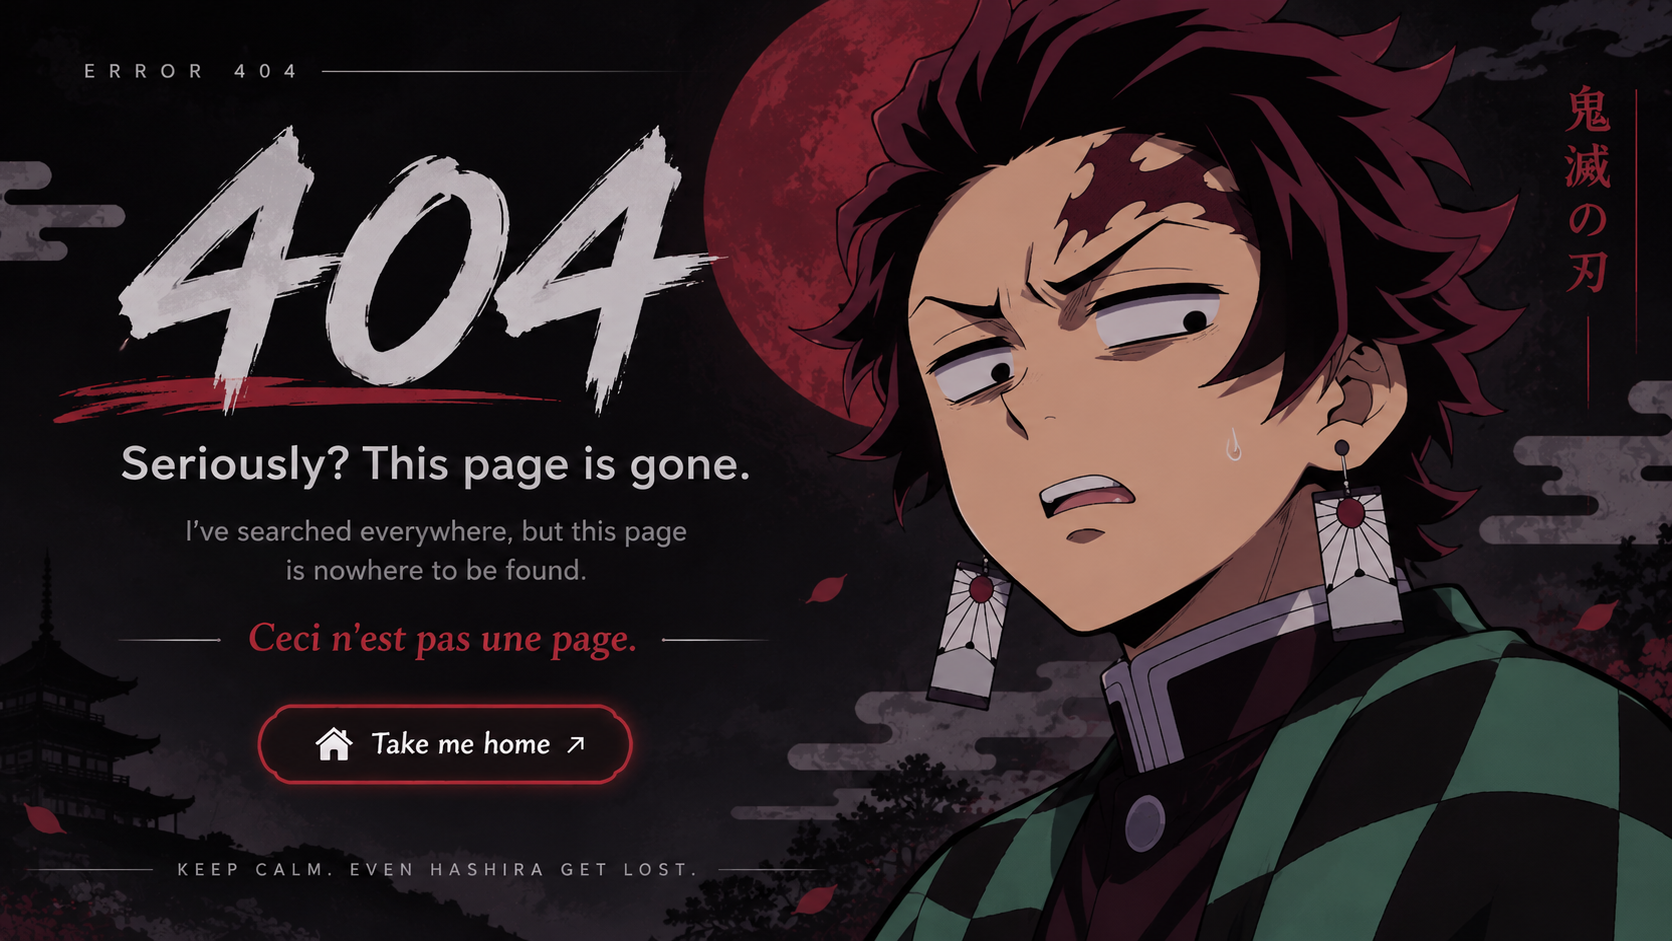 ERROR 404
404
Seriously? This page is gone.
I've searched everywhere, but this page
is nowhere to be found.
Ceci n'est pas une page.
Take me home ↗
KEEP CALM. EVEN HASHIRA GET LOST.
鬼滅の刃